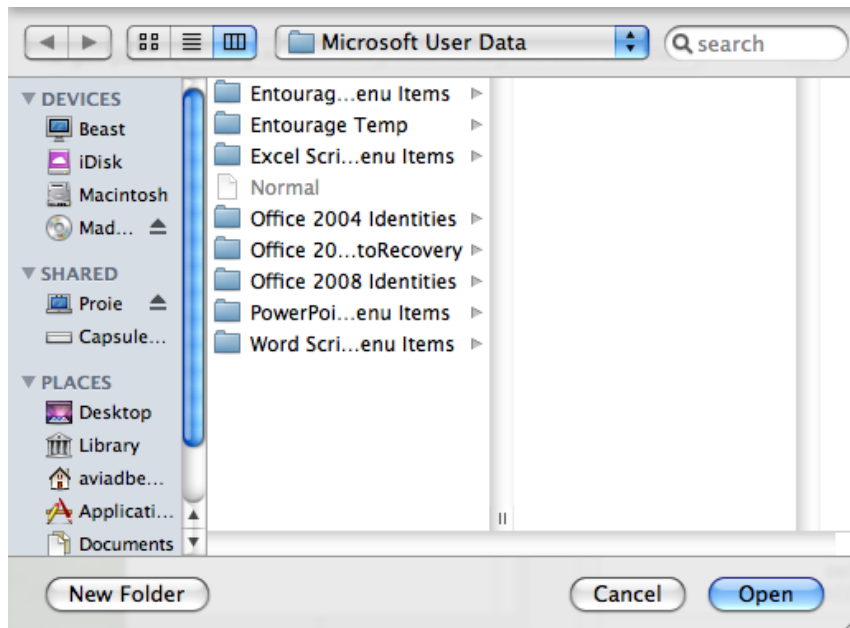 Microsoft User Data
search
DEVICES
Beast
iDisk
Macintosh
Mad...
SHARED
Proie
Capsule...
PLACES
Desktop
Library
aviadbe...
Applicati...
Documents
Entourag...enu Items
Entourage Temp
Excel Scri...enu Items
Normal
Office 2004 Identities
Office 20...toRecovery
Office 2008 Identities
PowerPoi...enu Items
Word Scri...enu Items
New Folder
Cancel
Open